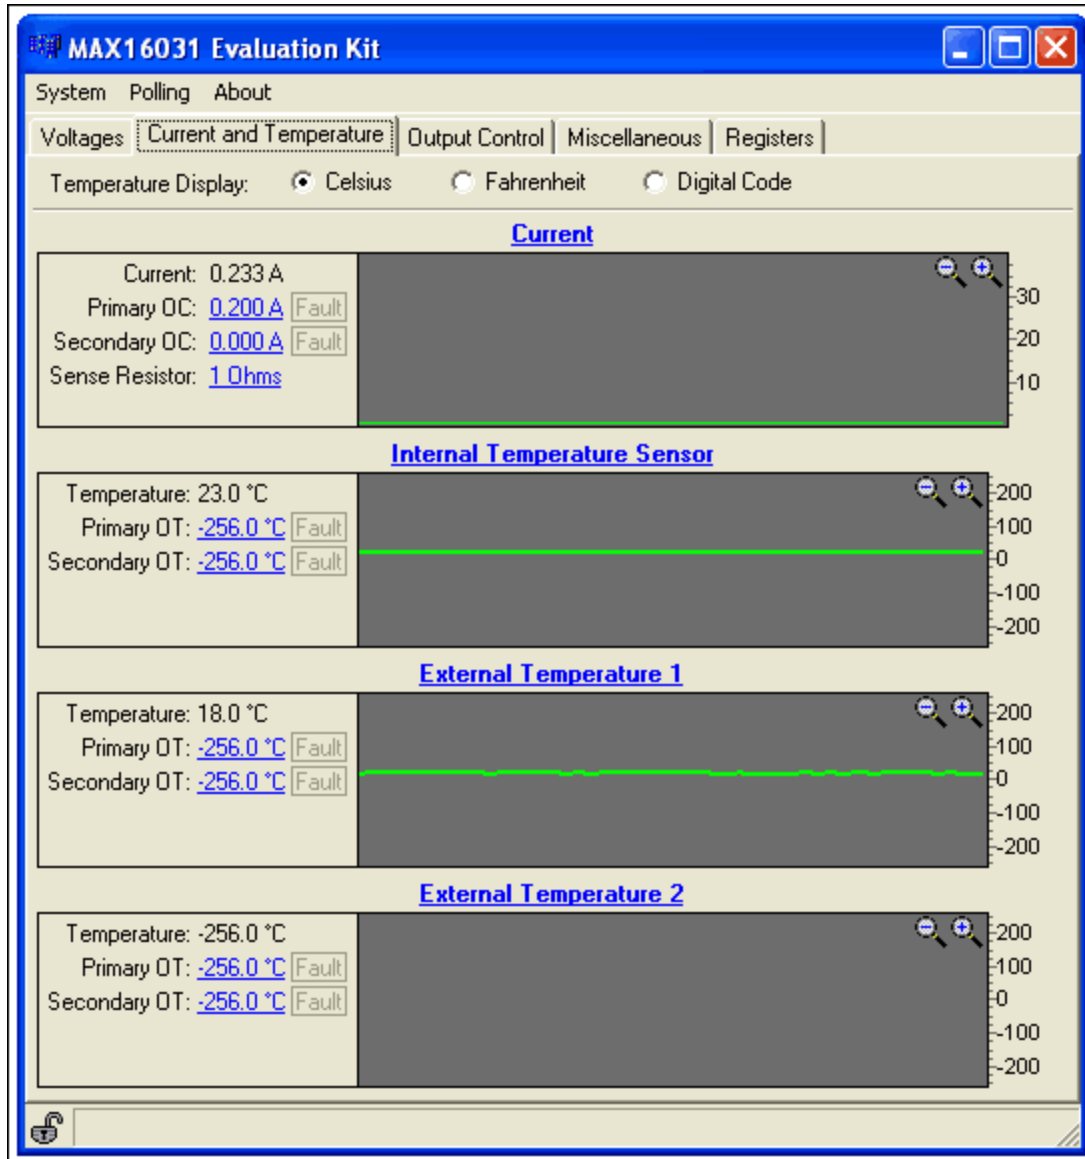 MAX16031 Evaluation Kit
System Polling About
Voltages Current and Temperature Output Control Miscellaneous Registers
Temperature Display: Celsius Fahrenheit Digital Code
Current
Current: 0.233 A
Primary OC: 0.200 A Fault
Secondary OC: 0.000 A Fault
Sense Resistor: 1 Ohms
30
20
10
Internal Temperature Sensor
Temperature: 23.0 °C
Primary OT: -256.0 °C Fault
Secondary OT: -256.0 °C Fault
200
100
0
-100
-200
External Temperature 1
Temperature: 18.0 °C
Primary OT: -256.0 °C Fault
Secondary OT: -256.0 °C Fault
200
100
0
-100
-200
External Temperature 2
Temperature: -256.0 °C
Primary OT: -256.0 °C Fault
Secondary OT: -256.0 °C Fault
200
100
0
-100
-200